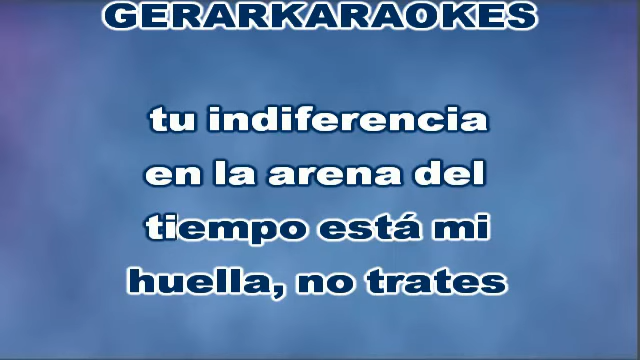 GERARKARAOKES
tu indiferencia
en la arena del
tiempo está mi
huella, no trates